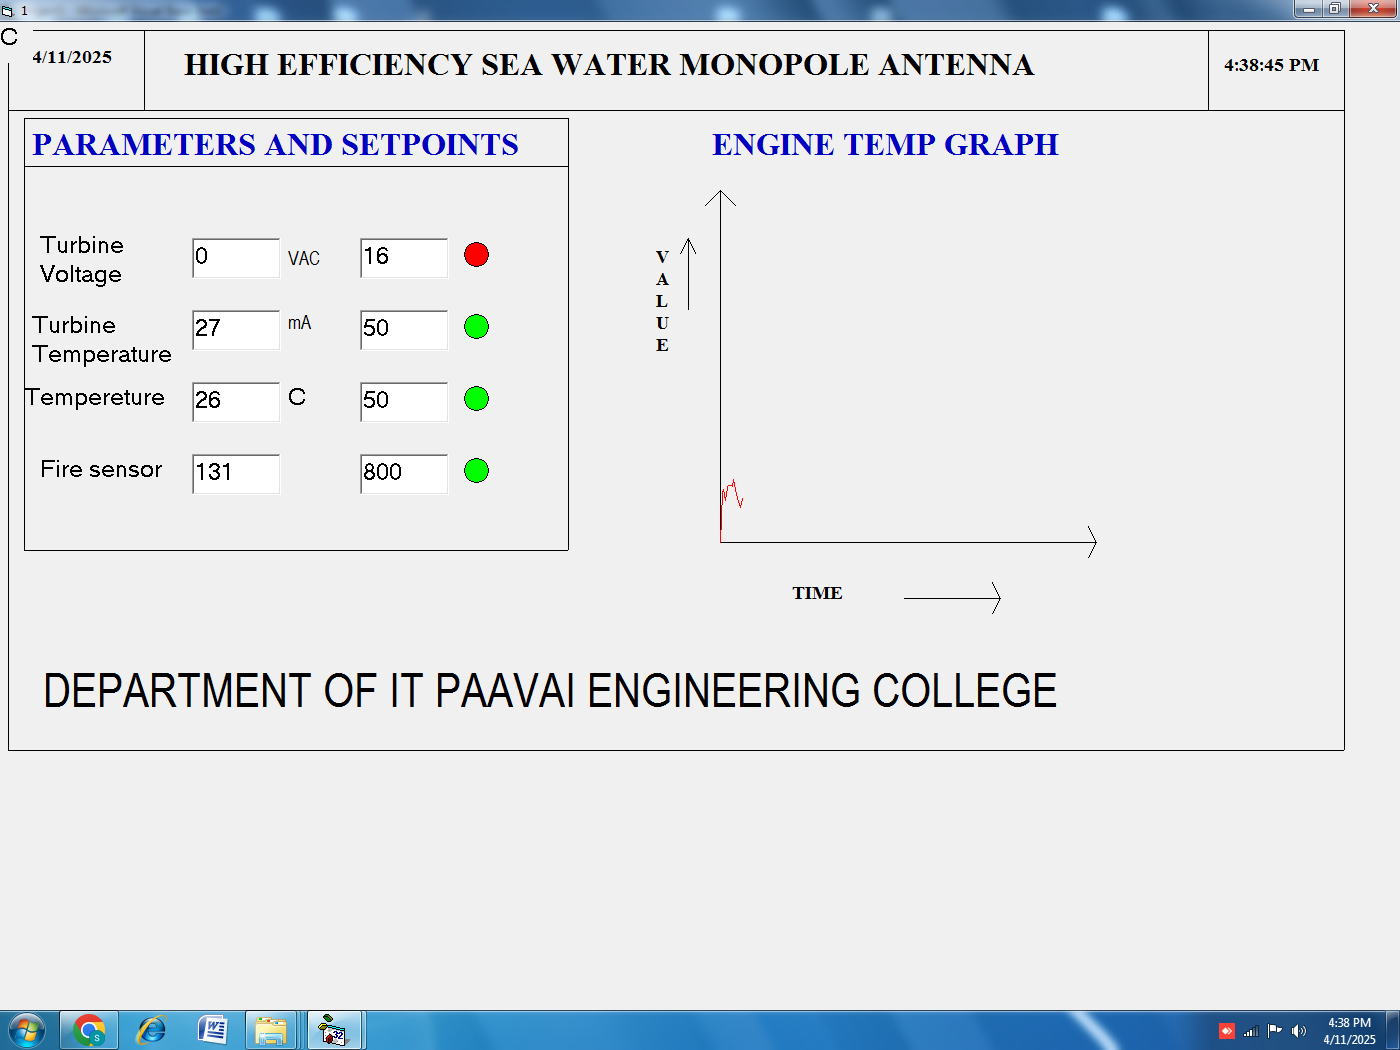 1
C
4/11/2025
HIGH EFFICIENCY SEA WATER MONOPOLE ANTENNA
4:38:45 PM
PARAMETERS AND SETPOINTS
ENGINE TEMP GRAPH
Turbine
Voltage
0
VAC
16
Turbine
Temperature
27
mA
50
Tempereture
26
C
50
Fire sensor
131
800
V
A
L
U
E
TIME
DEPARTMENT OF IT PAAVAI ENGINEERING COLLEGE
S
W
32
4:38 PM
4/11/2025